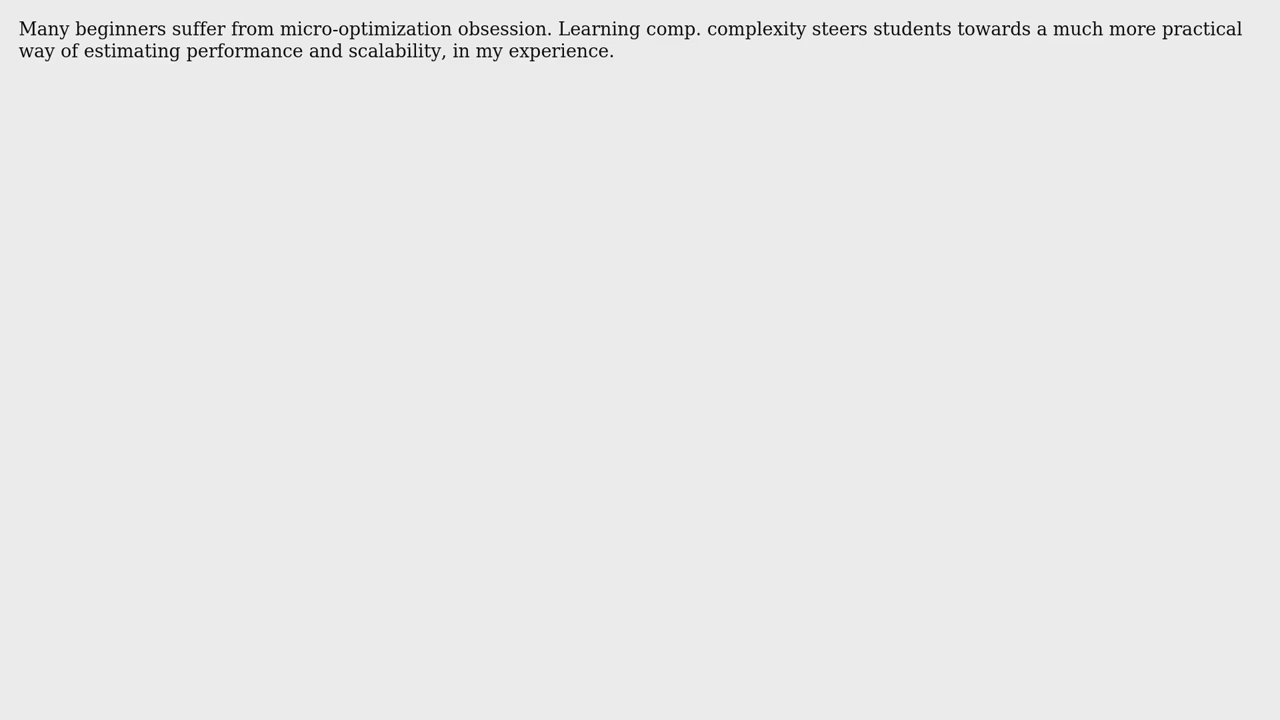 Many beginners suffer from micro-optimization obsession. Learning comp. complexity steers students towards a much more practical
way of estimating performance and scalability, in my experience.